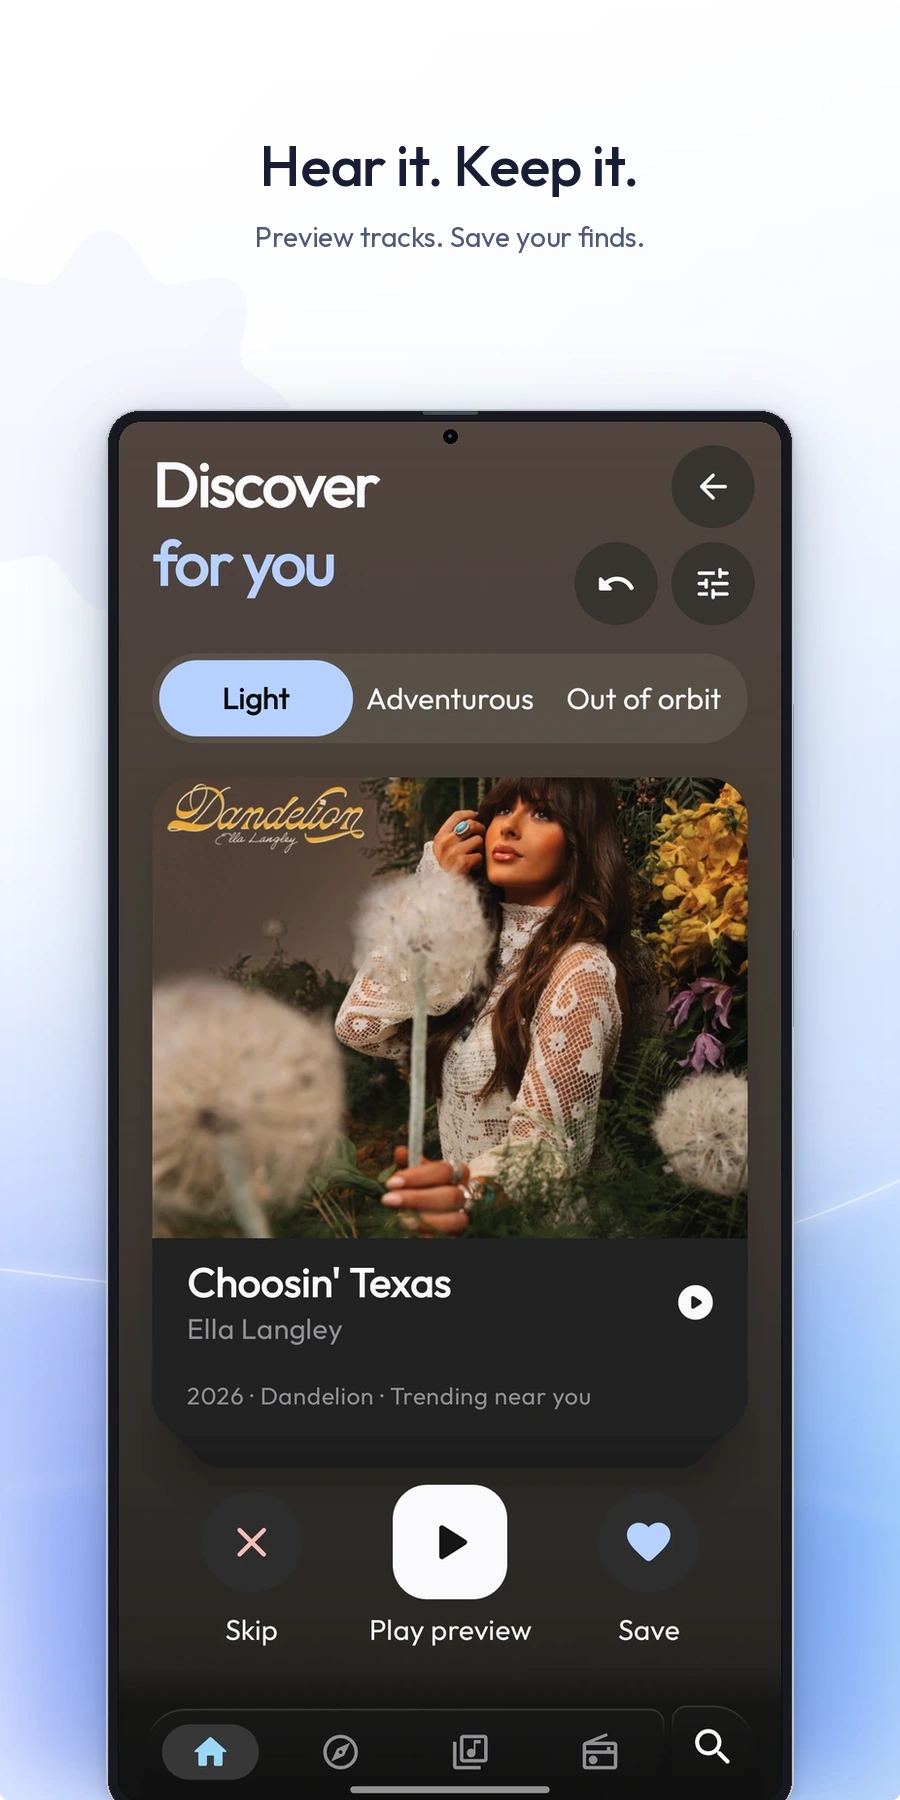 Hear it. Keep it.
Preview tracks. Save your finds.
Discover
for you
Light
Adventurous
Out of orbit
Dandelion
Ella Langley
Choosin' Texas
Ella Langley
2026 · Dandelion · Trending near you
Skip
Play preview
Save